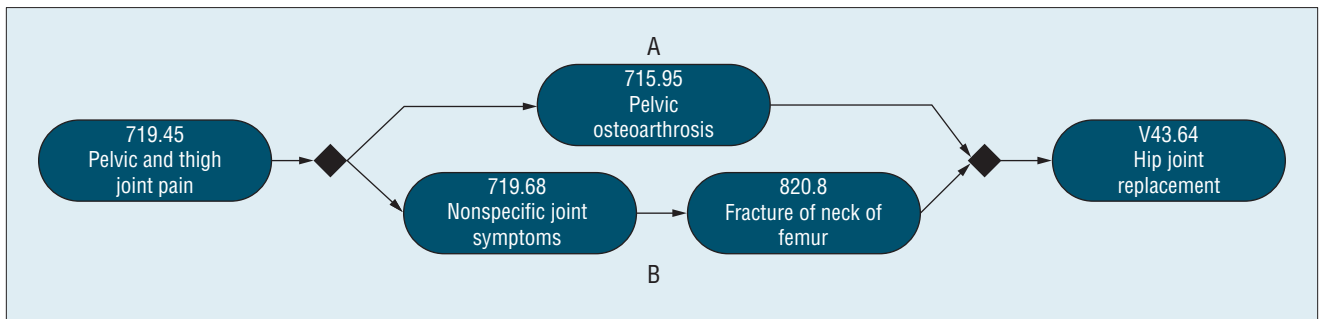 A
715.95
Pelvic
osteoarthrosis
719.45
Pelvic and thigh
joint pain
V43.64
Hip joint
replacement
719.68
Nonspecific joint
symptoms
820.8
Fracture of neck of
femur
B